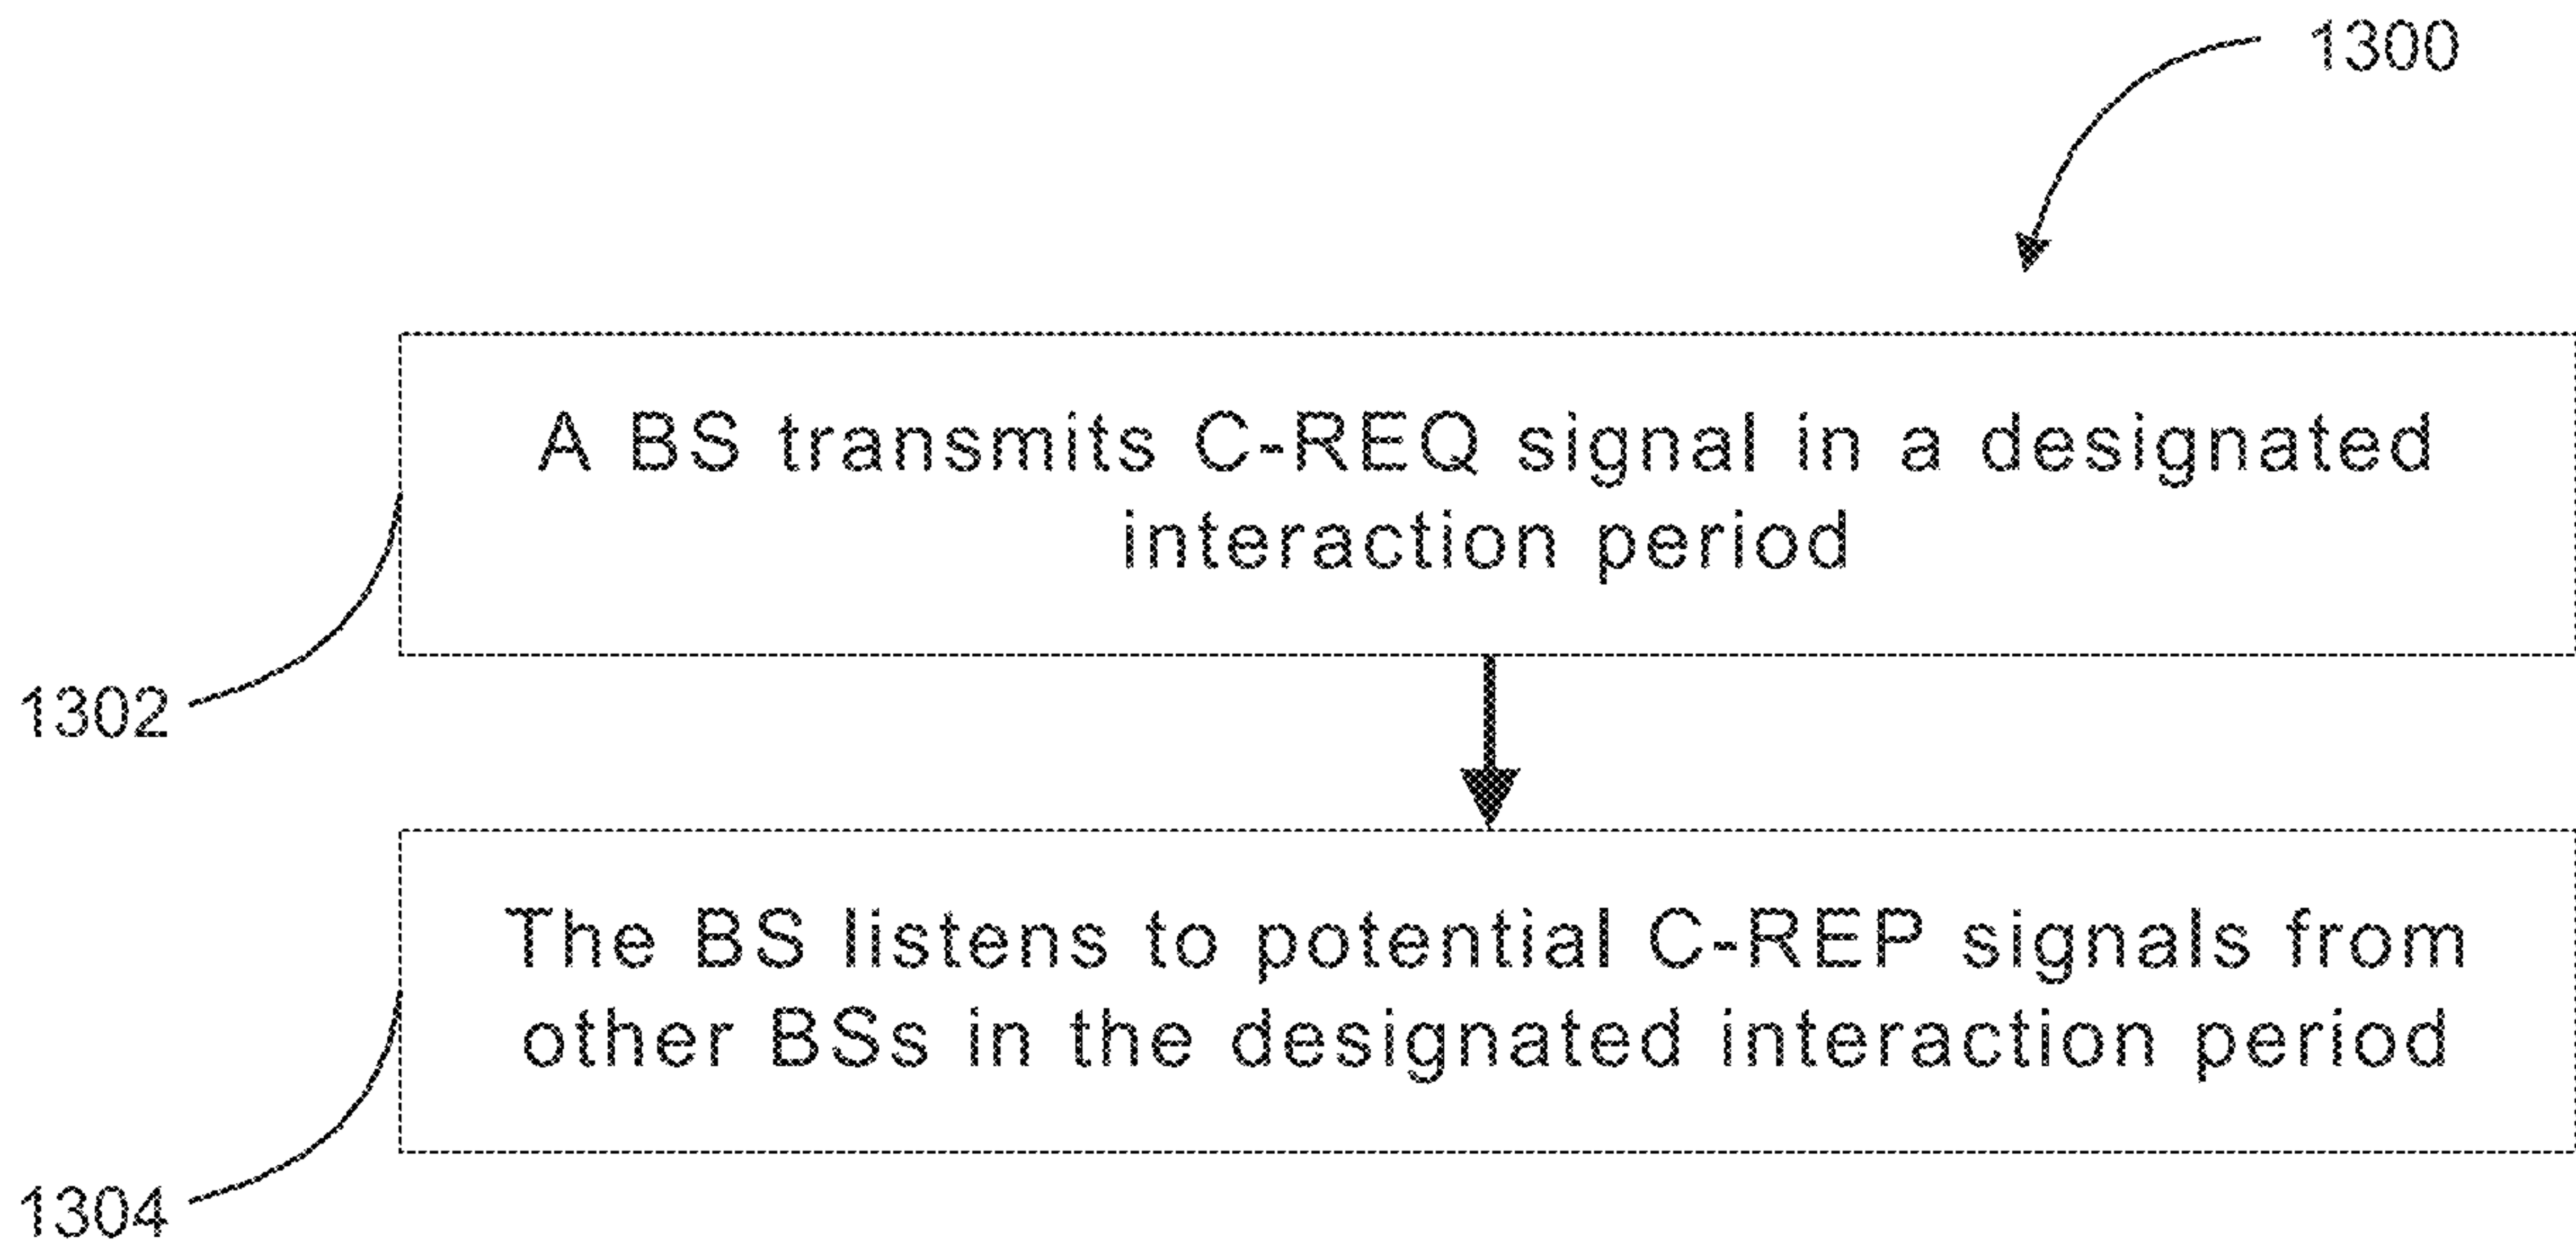 1300
A BS transmits C-REQ signal in a designated
interaction period
1302
The BS listens to potential C-REP signals from
other BSs in the designated interaction period
1304